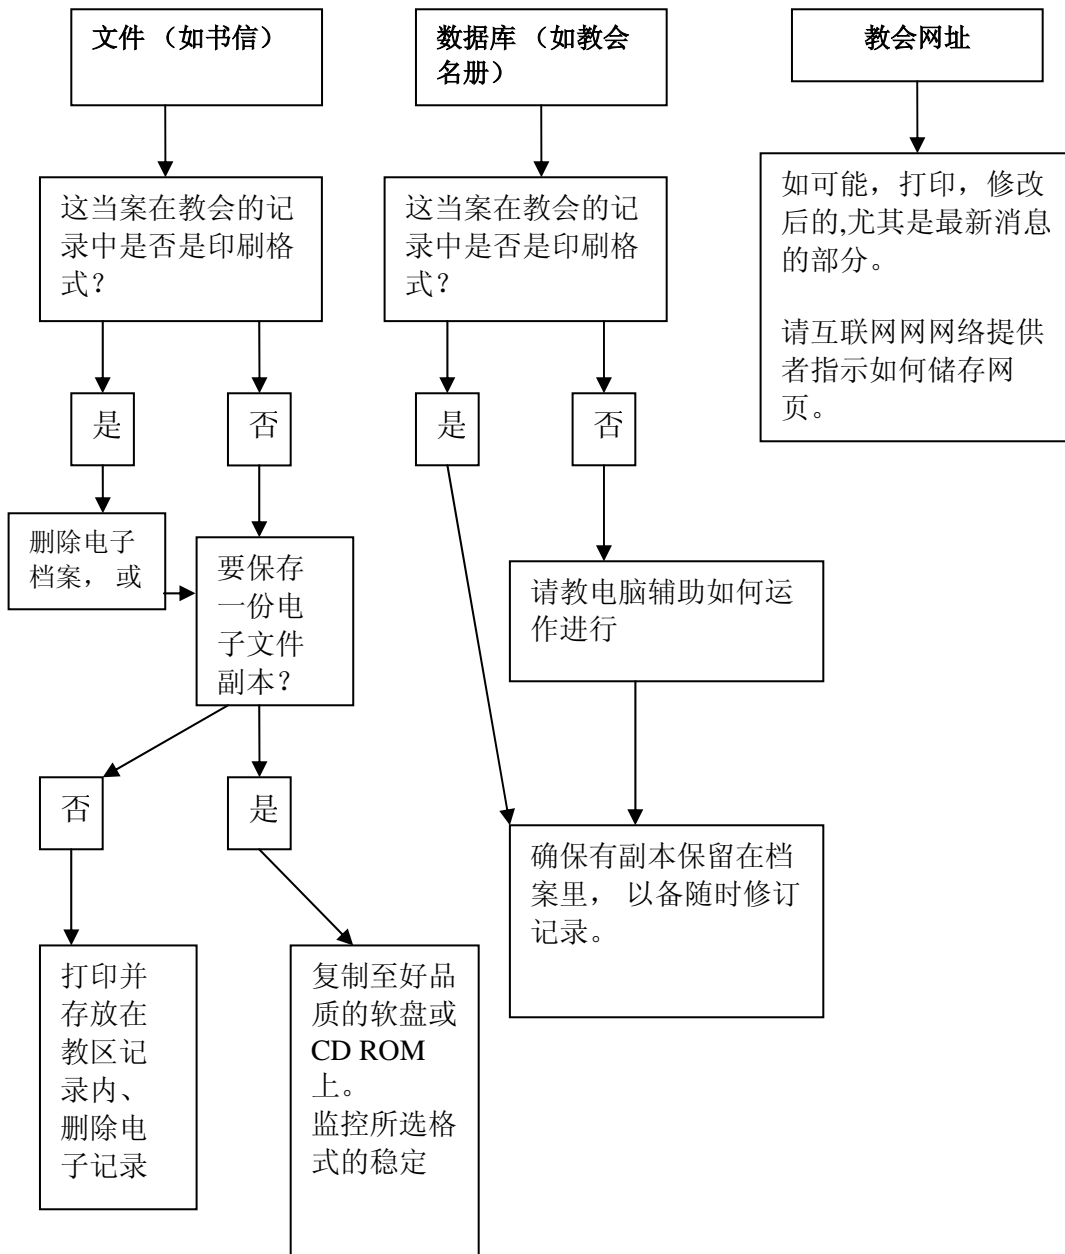 文件 （如书信）
数据库 （如教会
名册）
教会网址
这当案在教会的记
录中是否是印刷格
式？
这当案在教会的记
录中是否是印刷格
式？
如可能，打印，修改
后的,尤其是最新消息
的部分。
请互联网网网络提供
者指示如何储存网
页。
是
否
是
否
删除电子
档案， 或
要保存
一份电
子文件
副本？
请教电脑辅助如何运
作进行
否
是
确保有副本保留在档
案里， 以备随时修订
记录。
打印并
存放在
教区记
录内、
删除电
子记录
复制至好品
质的软盘或
CD ROM
上。
监控所选格
式的稳定